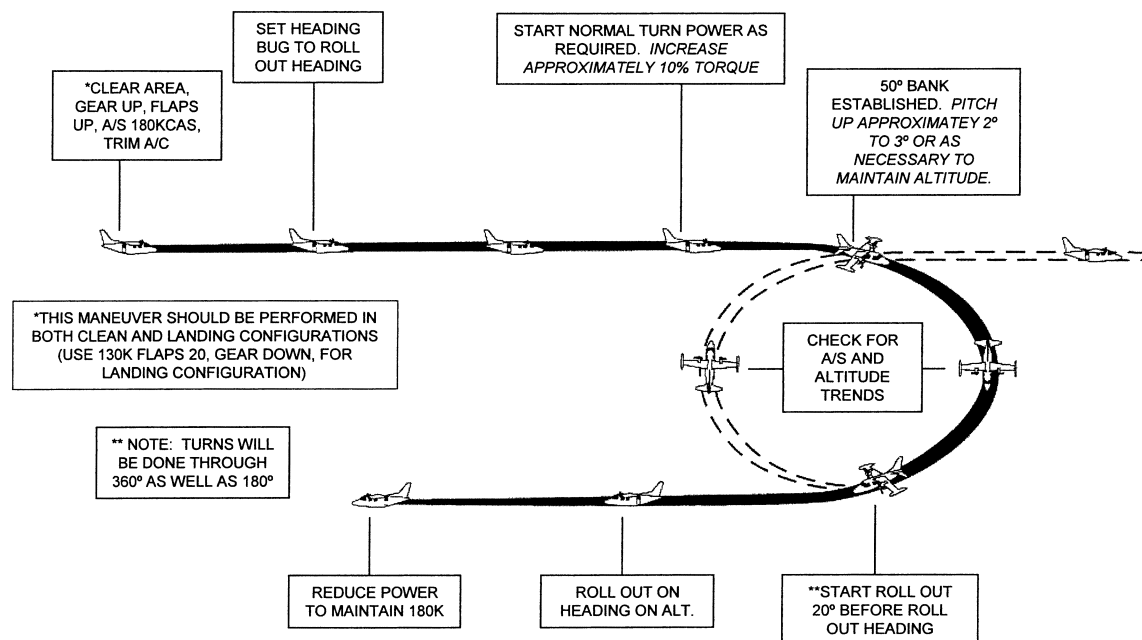 *CLEAR AREA,
GEAR UP, FLAPS
UP, A/S 180KCAS,
TRIM A/C
SET HEADING
BUG TO ROLL
OUT HEADING
START NORMAL TURN POWER AS
REQUIRED. INCREASE
APPROXIMATELY 10% TORQUE
50º BANK
ESTABLISHED. PITCH
UP APPROXIMATEY 2º
TO 3º OR AS
NECESSARY TO
MAINTAIN ALTITUDE.
*THIS MANEUVER SHOULD BE PERFORMED IN
BOTH CLEAN AND LANDING CONFIGURATIONS
(USE 130K FLAPS 20, GEAR DOWN, FOR
LANDING CONFIGURATION)
CHECK FOR
A/S AND
ALTITUDE
TRENDS
** NOTE: TURNS WILL
BE DONE THROUGH
360º AS WELL AS 180º
REDUCE POWER
TO MAINTAIN 180K
ROLL OUT ON
HEADING ON ALT.
**START ROLL OUT
20º BEFORE ROLL
OUT HEADING